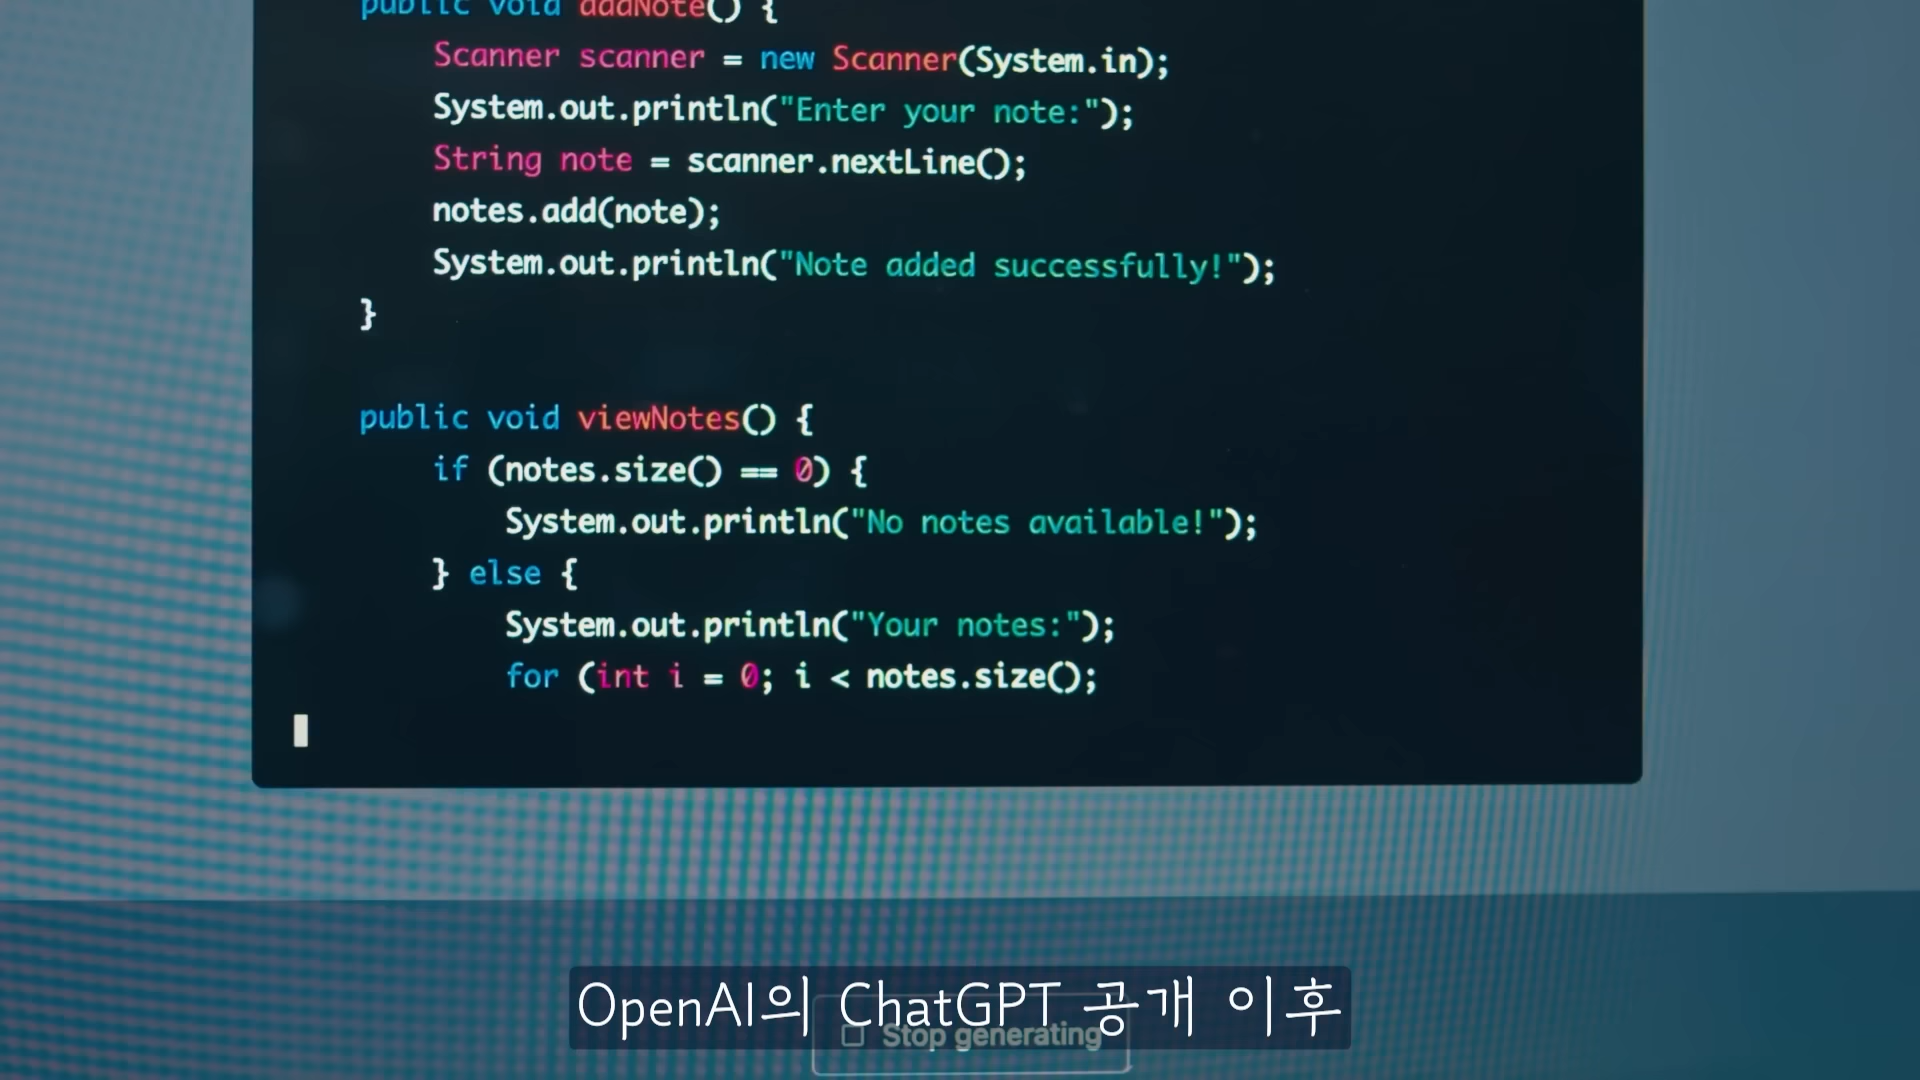 public void addNote() {
Scanner scanner = new Scanner(System.in);
System.out.println("Enter your note:");
String note = scanner.nextLine();
notes.add(note);
System.out.println("Note added successfully!");
}
public void viewNotes() {
if (notes.size() == 0) {
System.out.println("No notes available!");
} else {
System.out.println("Your notes:");
for (int i = 0; i < notes.size();
OpenAI의 ChatGPT 공개 이후
Stop generating